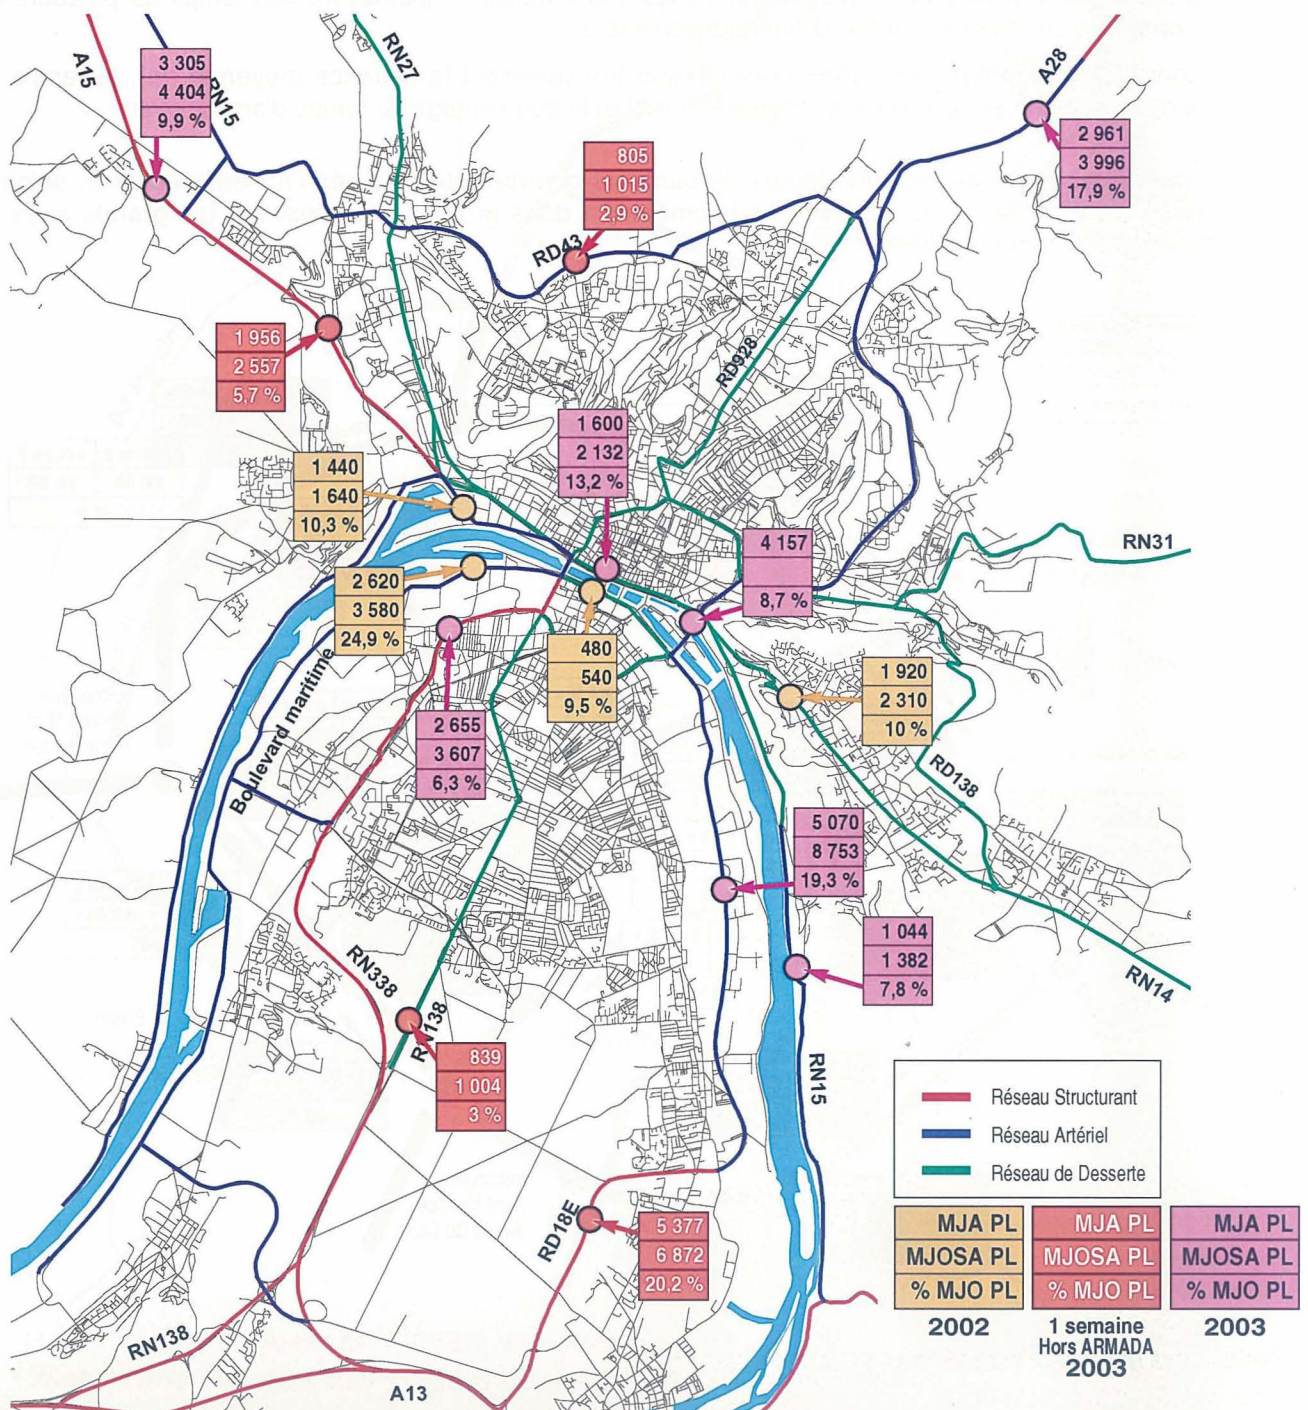 A15
3 305
4 404
9,9 %
RN15
RN27
A28
2 961
3 996
17,9 %
805
1 015
2,9 %
RD43
1 956
2 557
5,7 %
RD928
1 600
2 132
13,2 %
1 440
1 640
10,3 %
4 157
8,7 %
RN31
2 620
3 580
24,9 %
480
540
9,5 %
1 920
2 310
10 %
Boulevard maritime
2 655
3 607
6,3 %
RD138
5 070
8 753
19,3 %
1 044
1 382
7,8 %
RN14
RN338
RN138
839
1 004
3 %
RN15
RD18E
5 377
6 872
20,2 %
RN138
A13
Réseau Structurant
Réseau Artériel
Réseau de Desserte
MJA PL MJA PL MJA PL
MJOSA PL MJOSA PL MJOSA PL
% MJO PL % MJO PL % MJO PL
2002 1 semaine 2003
Hors ARMADA
2003